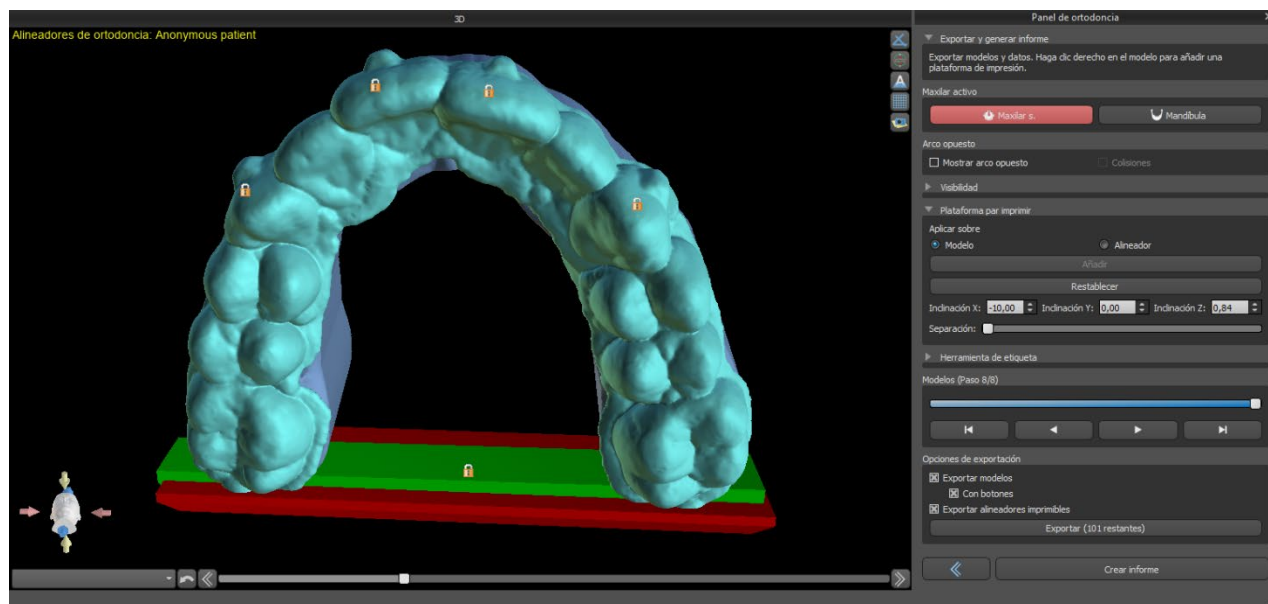 3D
Alineadores de ortodoncia: Anonymous patient
A
Panel de ortodoncia
Exportar y generar informe
Exportar modelos y datos. Haga clic derecho en el modelo para añadir una
plataforma de impresión.
Maxilar activo
Maxilar s.
Mandíbula
Arco opuesto
Mostrar arco opuesto
Colisiones
Visibilidad
Plataforma par imprimir
Aplicar sobre
Modelo
Alineador
Añadir
Restablecer
Inclinación X: -10,00 Inclinación Y: 0,00 Inclinación Z: 0,84
Separación:
Herramienta de etiqueta
Modelos (Paso 8/8)
Opciones de exportación
Exportar modelos
Con botones
Exportar alineadores imprimibles
Exportar (101 restantes)
Crear informe